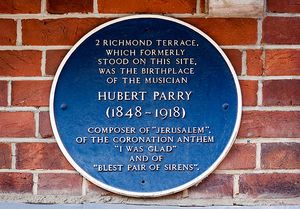 2 RICHMOND TERRACE,
WHICH FORMERLY
STOOD ON THIS SITE,
WAS THE BIRTHPLACE
OF THE MUSICIAN
HUBERT PARRY
(1848-1918)
COMPOSER OF "JERUSALEM",
OF THE CORONATION ANTHEM
"I WAS GLAD"
AND OF
"BLEST PAIR OF SIRENS".